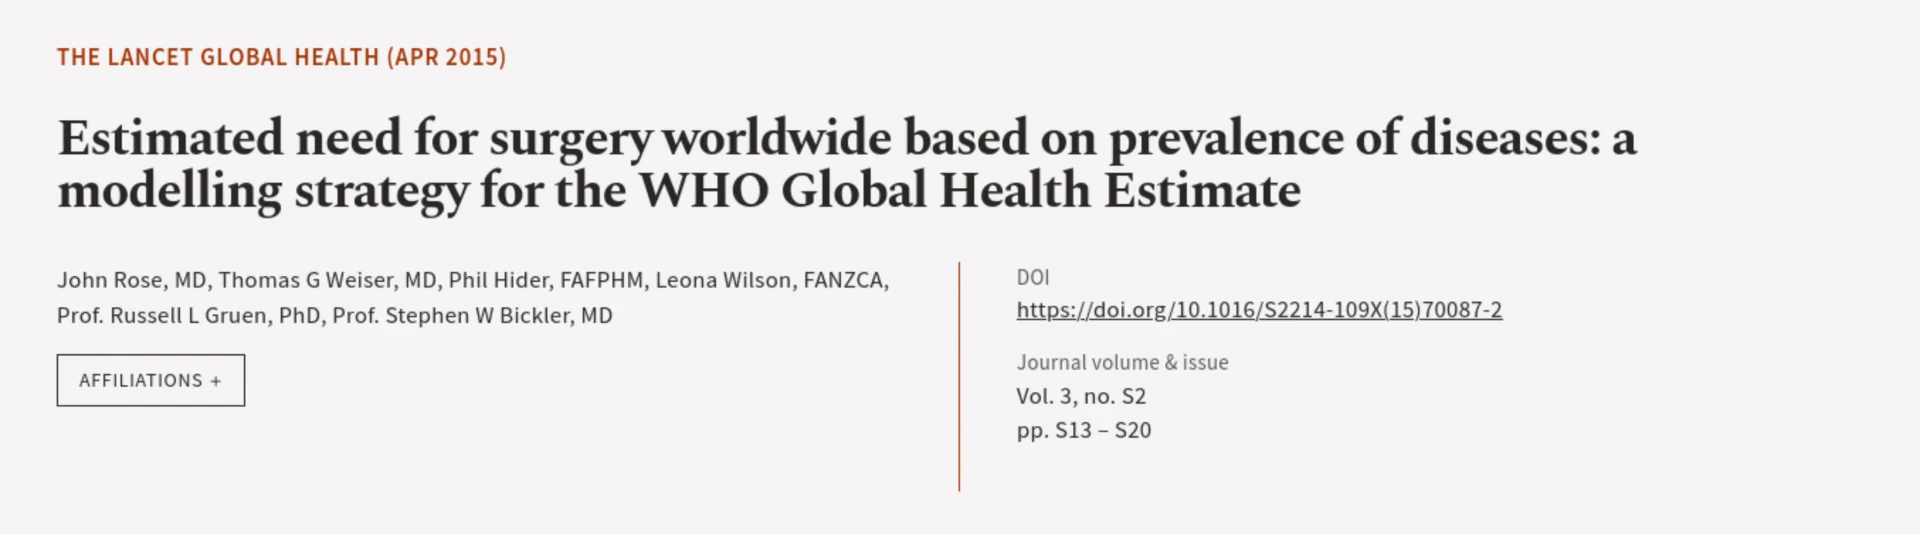 THE LANCET GLOBAL HEALTH (APR 2015)
Estimated need for surgery worldwide based on prevalence of diseases: a
modelling strategy for the WHO Global Health Estimate
John Rose, MD, Thomas G Weiser, MD, Phil Hider, FAFPHM, Leona Wilson, FANZCA,
Prof. Russell L Gruen, PhD, Prof. Stephen W Bickler, MD
AFFILIATIONS +
DOI
https://doi.org/10.1016/S2214-109X(15)70087-2
Journal volume & issue
Vol. 3, no. S2
pp. S13 – S20